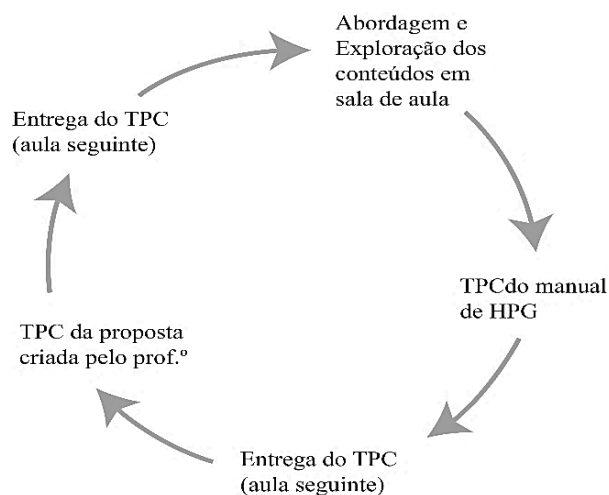 Abordagem e
Exploração dos
conteúdos em
sala de aula
TPCdo manual
de HPG
Entrega do TPC
(aula seguinte)
TPC da proposta
criada pelo prof.º
Entrega do TPC
(aula seguinte)